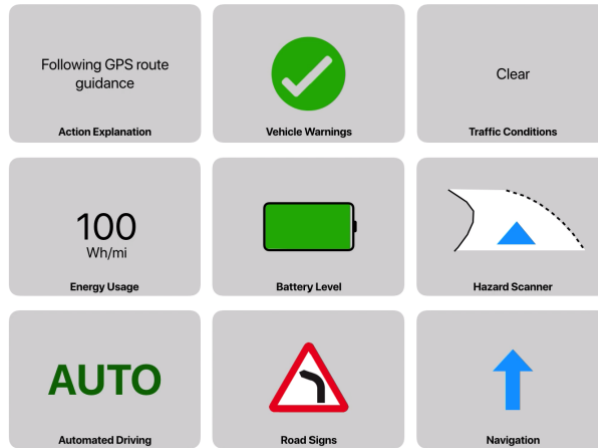 Following GPS route
guidance
Action Explanation
Vehicle Warnings
Clear
Traffic Conditions
100
Wh/mi
Energy Usage
Battery Level
Hazard Scanner
AUTO
Automated Driving
Road Signs
Navigation